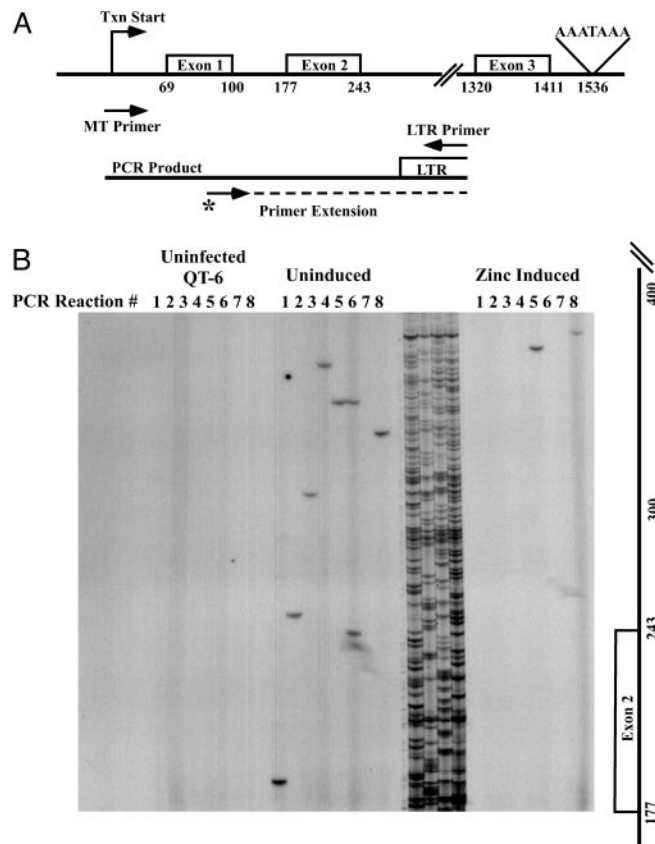 A
Txn Start
AAATAAA
Exon 1
Exon 2
Exon 3
69
100
177
243
1320
1411
1536
MT Primer
LTR Primer
PCR Product
LTR
*
Primer Extension
B
Uninfected
QT-6
Uninduced
Zinc Induced
PCR Reaction #
1 2 3 4 5 6 7 8
1 2 3 4 5 6 7 8
1 2 3 4 5 6 7 8
400
300
243
Exon 2
177